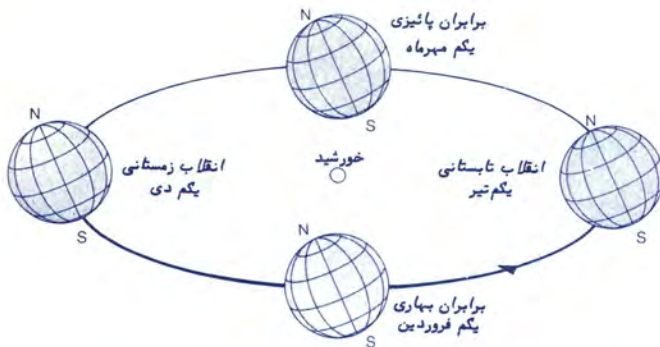 N
برابران پائیزی
یکم مهرماه
S
N
انقلاب زمستانی
یکم دی
S
خورشید
N
انقلاب تابستانی
یکم تیر
S
N
برابران بهاری
یکم فروردین
S